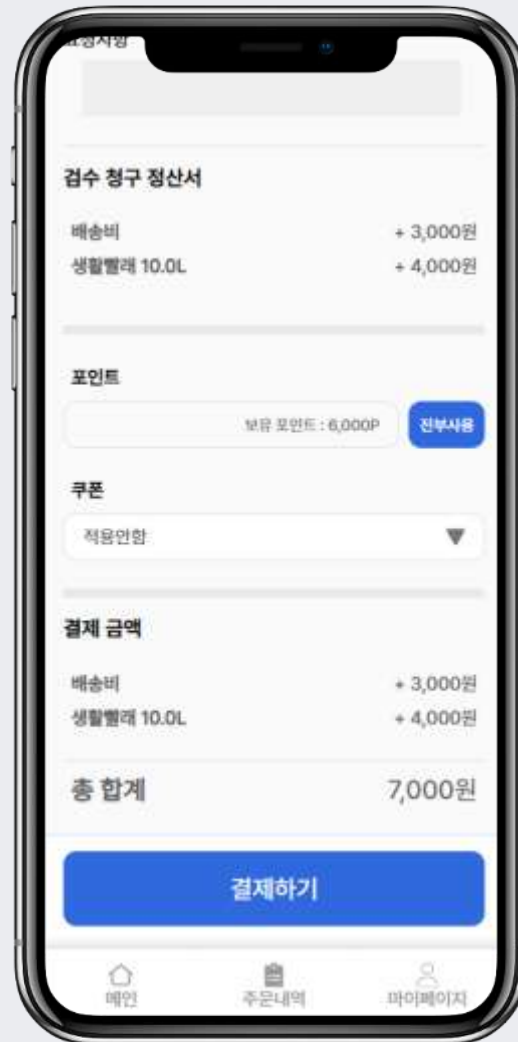 요청사항
검수 청구 정산서
배송비 + 3,000원
생활빨래 10.0L + 4,000원
포인트
보유 포인트 : 6,000P 전부사용
쿠폰
적용안함
결제 금액
배송비 + 3,000원
생활빨래 10.0L + 4,000원
총 합계 7,000원
결제하기
메인 주문내역 마이페이지